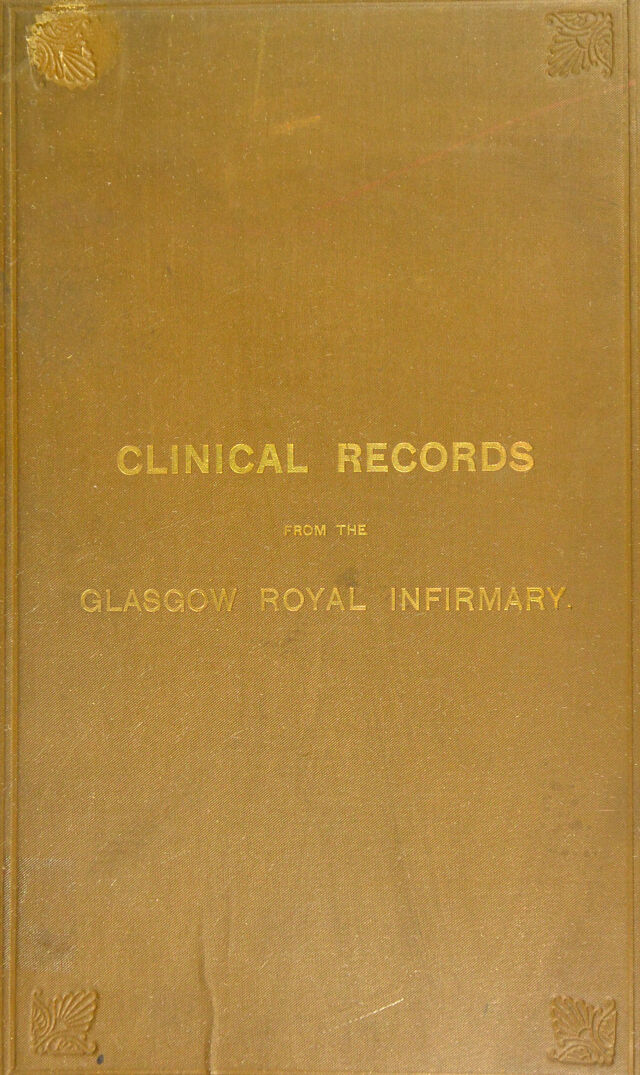 CLINICAL RECORDS
FROM THE
GLASGOW ROYAL INFIRMARY.